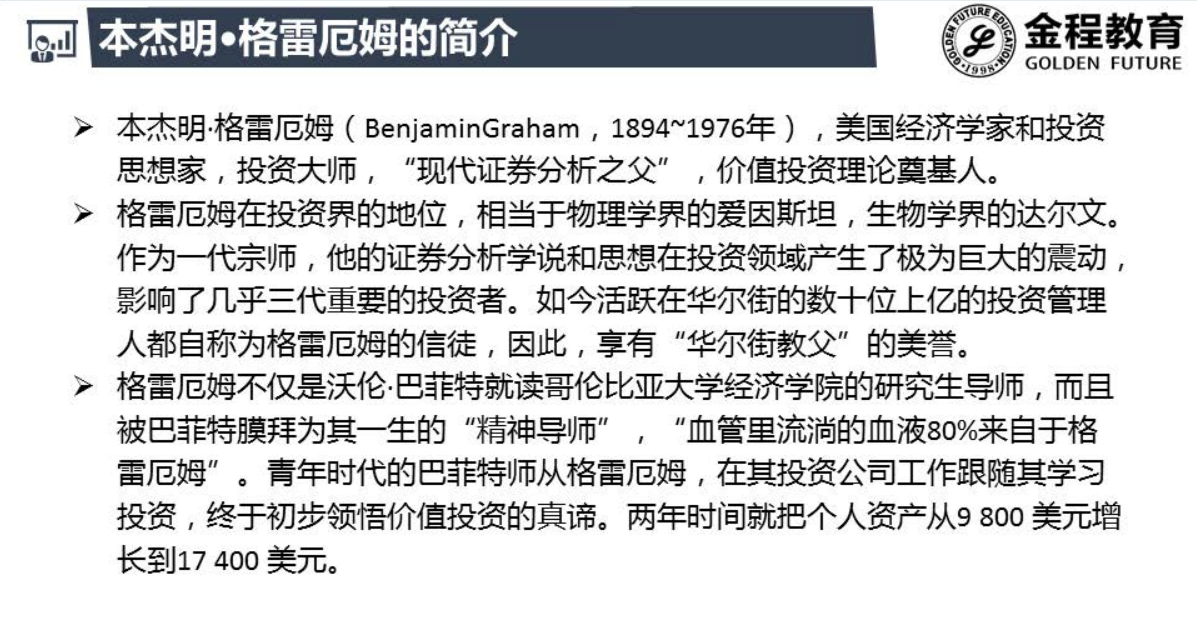 本杰明•格雷厄姆的简介
GOLDEN FUTURE EDUCATION
·1998·
金程教育
GOLDEN FUTURE
➢ 本杰明·格雷厄姆（BenjaminGraham，1894~1976年），美国经济学家和投资
思想家，投资大师，“现代证券分析之父”，价值投资理论奠基人。
➢ 格雷厄姆在投资界的地位，相当于物理学界的爱因斯坦，生物学界的达尔文。
作为一代宗师，他的证券分析学说和思想在投资领域产生了极为巨大的震动，
影响了几乎三代重要的投资者。如今活跃在华尔街的数十位上亿的投资管理
人都自称为格雷厄姆的信徒，因此，享有“华尔街教父”的美誉。
➢ 格雷厄姆不仅是沃伦·巴菲特就读哥伦比亚大学经济学院的研究生导师，而且
被巴菲特膜拜为其一生的“精神导师”，“血管里流淌的血液80%来自于格
雷厄姆”。青年时代的巴菲特师从格雷厄姆，在其投资公司工作跟随其学习
投资，终于初步领悟价值投资的真谛。两年时间就把个人资产从9 800 美元增
长到17 400 美元。